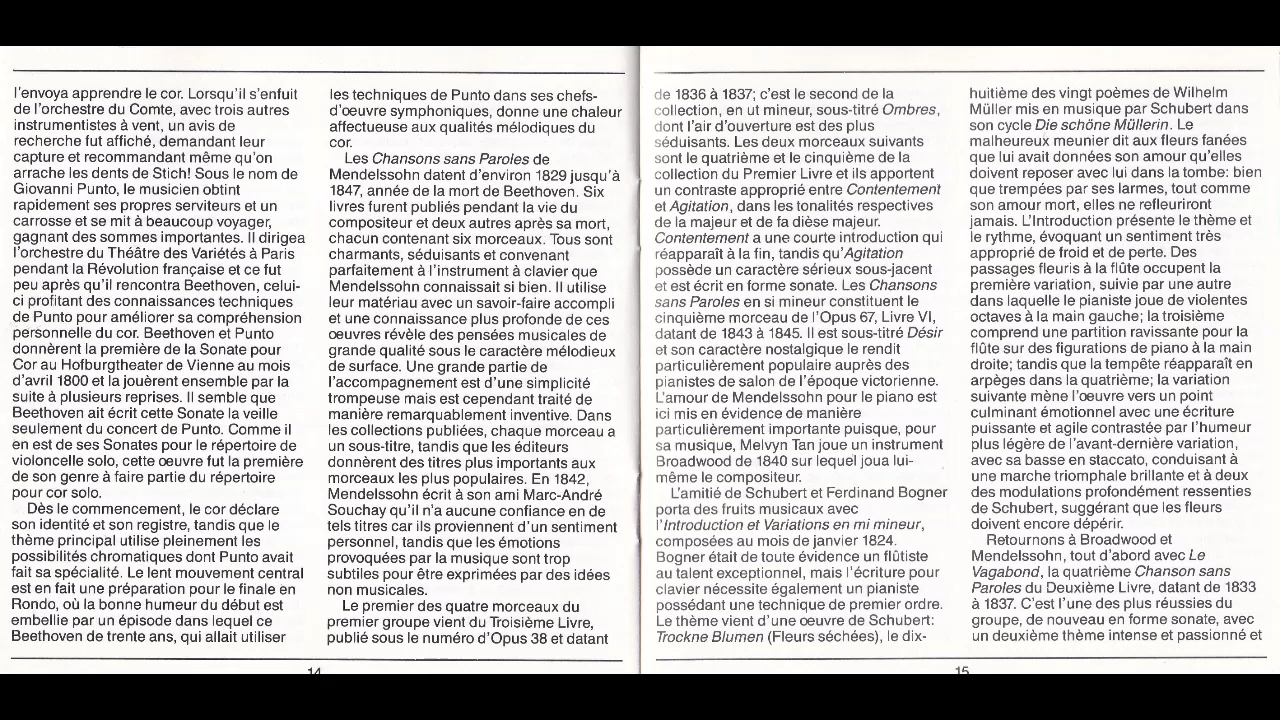 l'envoya apprendre le cor. Lorsqu'il s'enfuit
de l'orchestre du Comte, avec trois autres
instrumentistes à vent, un avis de
recherche fut affiché, demandant leur
capture et recommandant même qu'on
arrache les dents de Stich! Sous le nom de
Giovanni Punto, le musicien obtint
rapidement ses propres serviteurs et un
carrosse et se mit à beaucoup voyager,
gagnant des sommes importantes. Il dirigea
l'orchestre du Théâtre des Variétés à Paris
pendant la Révolution française et ce fut
peu après qu'il rencontra Beethoven, celui-
ci profitant des connaissances techniques
de Punto pour améliorer sa compréhension
personnelle du cor. Beethoven et Punto
donnèrent la première de la Sonate pour
Cor au Hofburgtheater de Vienne au mois
d'avril 1800 et la jouèrent ensemble par la
suite à plusieurs reprises. Il semble que
Beethoven ait écrit cette Sonate la veille
seulement du concert de Punto. Comme il
en est de ses Sonates pour le répertoire de
violoncelle solo, cette œuvre fut la première
de son genre à faire partie du répertoire
pour cor solo.
Dès le commencement, le cor déclare
son identité et son registre, tandis que le
thème principal utilise pleinement les
possibilités chromatiques dont Punto avait
fait sa spécialité. Le lent mouvement central
est en fait une préparation pour le finale en
Rondo, où la bonne humeur du début est
embellie par un épisode dans lequel ce
Beethoven de trente ans, qui allait utiliser
14
les techniques de Punto dans ses chefs-
d'œuvre symphoniques, donne une chaleur
affectueuse aux qualités mélodiques du
cor.
Les Chansons sans Paroles de
Mendelssohn datent d'environ 1829 jusqu'à
1847, année de la mort de Beethoven. Six
livres furent publiés pendant la vie du
compositeur et deux autres après sa mort,
chacun contenant six morceaux. Tous sont
charmants, séduisants et convenant
parfaitement à l'instrument à clavier que
Mendelssohn connaissait si bien. Il utilise
leur matériau avec un savoir-faire accompli
et une connaissance plus profonde de ces
œuvres révèle des pensées musicales de
grande qualité sous le caractère mélodieux
de surface. Une grande partie de
l'accompagnement est d'une simplicité
trompeuse mais est cependant traité de
manière remarquablement inventive. Dans
les collections publiées, chaque morceau a
un sous-titre, tandis que les éditeurs
donnèrent des titres plus importants aux
morceaux les plus populaires. En 1842,
Mendelssohn écrit à son ami Marc-André
Souchay qu'il n'a aucune confiance en de
tels titres car ils proviennent d'un sentiment
personnel, tandis que les émotions
provoquées par la musique sont trop
subtiles pour être exprimées par des idées
non musicales.
Le premier des quatre morceaux du
premier groupe vient du Troisième Livre,
publié sous le numéro d'Opus 38 et datant
de 1836 à 1837; c'est le second de la
collection, en ut mineur, sous-titré Ombres,
dont l'air d'ouverture est des plus
séduisants. Les deux morceaux suivants
sont le quatrième et le cinquième de la
collection du Premier Livre et ils apportent
un contraste approprié entre Contentement
et Agitation, dans les tonalités respectives
de la majeur et de fa dièse majeur.
Contentement a une courte introduction qui
réapparaît à la fin, tandis qu'Agitation
possède un caractère sérieux sous-jacent
et est écrit en forme sonate. Les Chansons
sans Paroles en si mineur constituent le
cinquième morceau de l'Opus 67, Livre VI,
datant de 1843 à 1845. Il est sous-titré Désir
et son caractère nostalgique le rendit
particulièrement populaire auprès des
pianistes de salon de l'époque victorienne.
L'amour de Mendelssohn pour le piano est
ici mis en évidence de manière
particulièrement importante puisque, pour
sa musique, Melvyn Tan joue un instrument
Broadwood de 1840 sur lequel joua lui-
même le compositeur.
L'amitié de Schubert et Ferdinand Bogner
porta des fruits musicaux avec
l'Introduction et Variations en mi mineur,
composées au mois de janvier 1824.
Bogner était de toute évidence un flûtiste
au talent exceptionnel, mais l'écriture pour
clavier nécessite également un pianiste
possédant une technique de premier ordre.
Le thème vient d'une œuvre de Schubert:
Trockne Blumen (Fleurs séchées), le dix-
huitième des vingt poèmes de Wilhelm
Müller mis en musique par Schubert dans
son cycle Die schöne Müllerin. Le
malheureux meunier dit aux fleurs fanées
que lui avait données son amour qu'elles
doivent reposer avec lui dans la tombe: bien
que trempées par ses larmes, tout comme
son amour mort, elles ne refleuriront
jamais. L'Introduction présente le thème et
le rythme, évoquant un sentiment très
approprié de froid et de perte. Des
passages fleuris à la flûte occupent la
première variation, suivie par une autre
dans laquelle le pianiste joue de violentes
octaves à la main gauche; la troisième
comprend une partition ravissante pour la
flûte sur des figurations de piano à la main
droite; tandis que la tempête réapparaît en
arpèges dans la quatrième; la variation
suivante mène l'œuvre vers un point
culminant émotionnel avec une écriture
puissante et agile contrastée par l'humeur
plus légère de l'avant-dernière variation,
avec sa basse en staccato, conduisant à
une marche triomphale brillante et à deux
des modulations profondément ressenties
de Schubert, suggérant que les fleurs
doivent encore dépérir.
Retournons à Broadwood et
Mendelssohn, tout d'abord avec Le
Vagabond, la quatrième Chanson sans
Paroles du Deuxième Livre, datant de 1833
à 1837. C'est l'une des plus réussies du
groupe, de nouveau en forme sonate, avec
un deuxième thème intense et passionné et
15